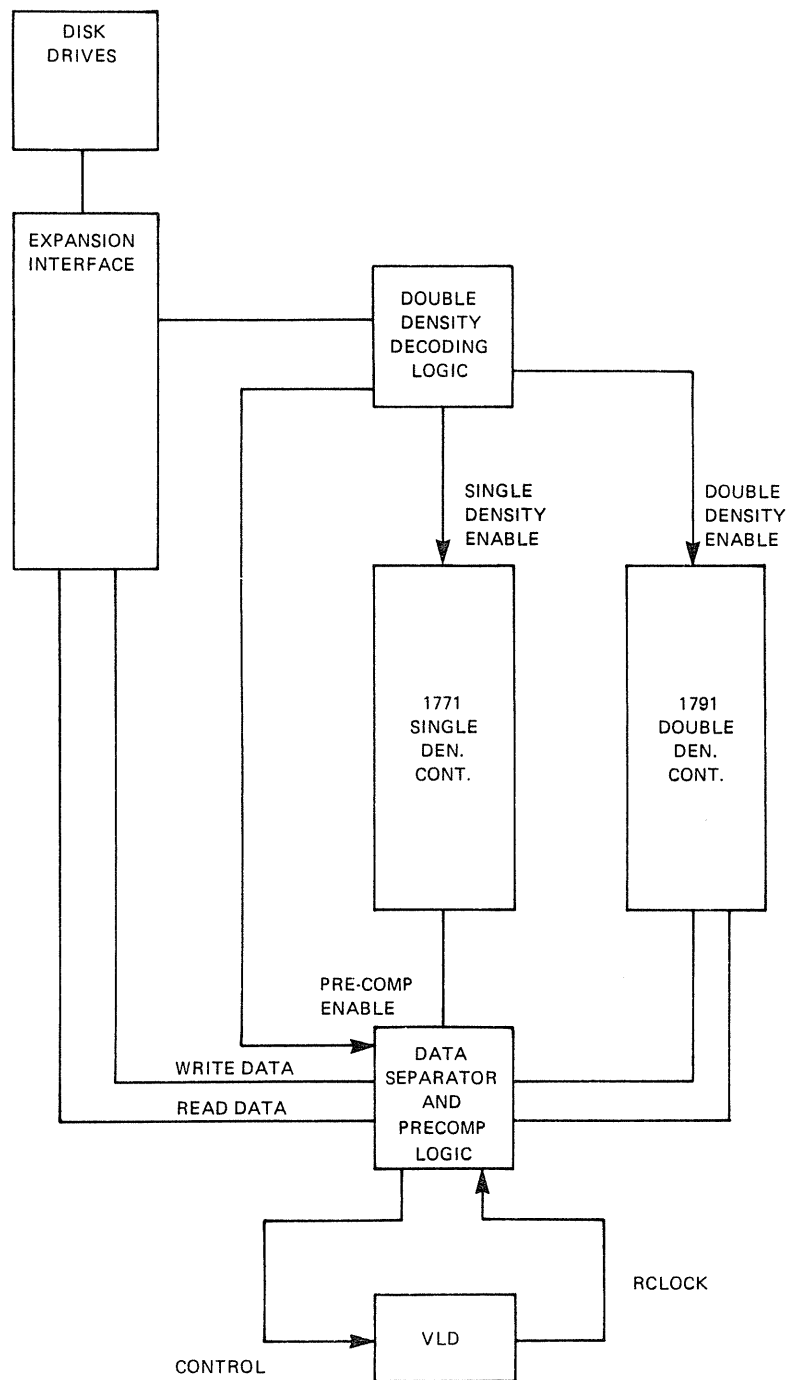 DISK
DRIVES
EXPANSION
INTERFACE
DOUBLE
DENSITY
DECODING
LOGIC
SINGLE
DENSITY
ENABLE
DOUBLE
DENSITY
ENABLE
1771
SINGLE
DEN.
CONT.
1791
DOUBLE
DEN.
CONT.
PRE-COMP
ENABLE
WRITE DATA
READ DATA
DATA
SEPARATOR
AND
PRECOMP
LOGIC
RCLOCK
VLD
CONTROL